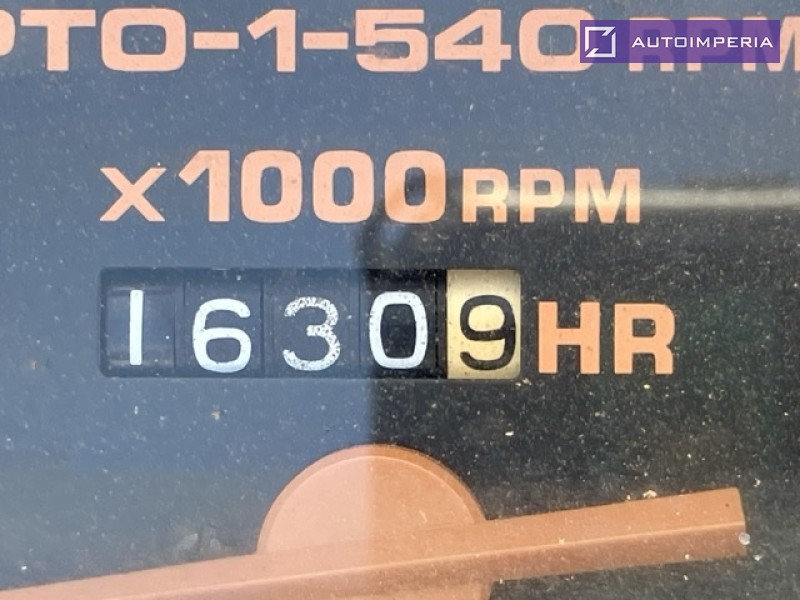 PTO-1-540 RPM
AUTOIMPERIA
x1000 RPM
16309 HR